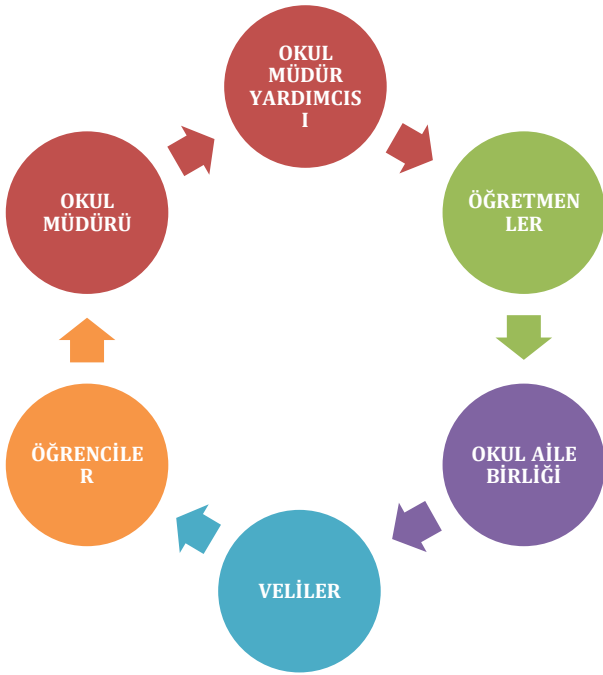 OKUL
MÜDÜR
YARDIMCIS
I
ÖĞRETMEN
LER
OKUL AİLE
BİRLİĞİ
VELİLER
ÖĞRENCİLE
R
OKUL
MÜDÜRÜ